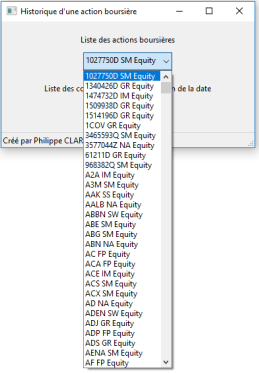 Historique d'une action boursière
Liste des actions boursières
1027750D SM Equity
1027750D SM Equity
1340426D GR Equity
1474732D IM Equity
1509938D GR Equity
1514196D GR Equity
1COV GR Equity
3465593Q SM Equity
3577044Z NA Equity
61211D GR Equity
968382Q SM Equity
A2A IM Equity
A3M SM Equity
AAK SS Equity
AALB NA Equity
ABBN SW Equity
ABE SM Equity
ABG SM Equity
ABN NA Equity
AC FP Equity
ACA FP Equity
ACE IM Equity
ACS SM Equity
ACX SM Equity
AD NA Equity
ADEN SW Equity
ADJ GR Equity
ADP FP Equity
ADS GR Equity
AENA SM Equity
AF FP Equity
Liste des co n de la date
Créé par Philippe CLAR